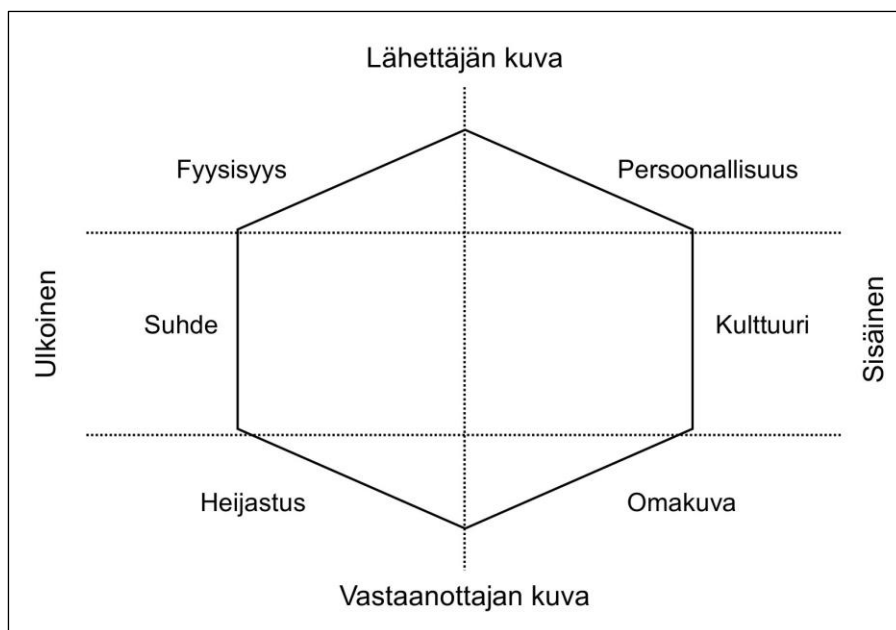 Lähettäjän kuva
Fyysisyys
Persoonallisuus
Ulkoinen
Suhde
Kulttuuri
Sisäinen
Heijastus
Omakuva
Vastaanottajan kuva